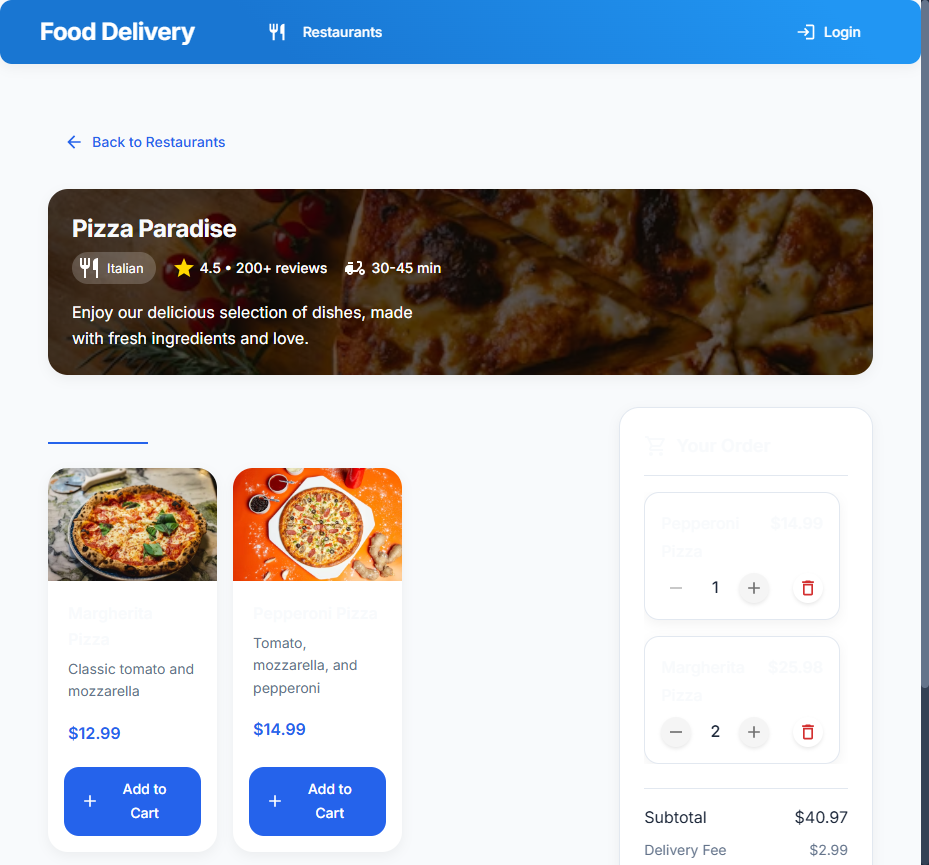 Food Delivery
Restaurants
Login
Back to Restaurants
Pizza Paradise
Italian
4.5 • 200+ reviews
30-45 min
Enjoy our delicious selection of dishes, made
with fresh ingredients and love.
Margherita
Pizza
Classic tomato and
mozzarella
$12.99
Add to
Cart
Pepperoni Pizza
Tomato,
mozzarella, and
pepperoni
$14.99
Add to
Cart
Your Order
Pepperoni $14.99
Pizza
1
Margherita $25.98
Pizza
2
Subtotal $40.97
Delivery Fee $2.99